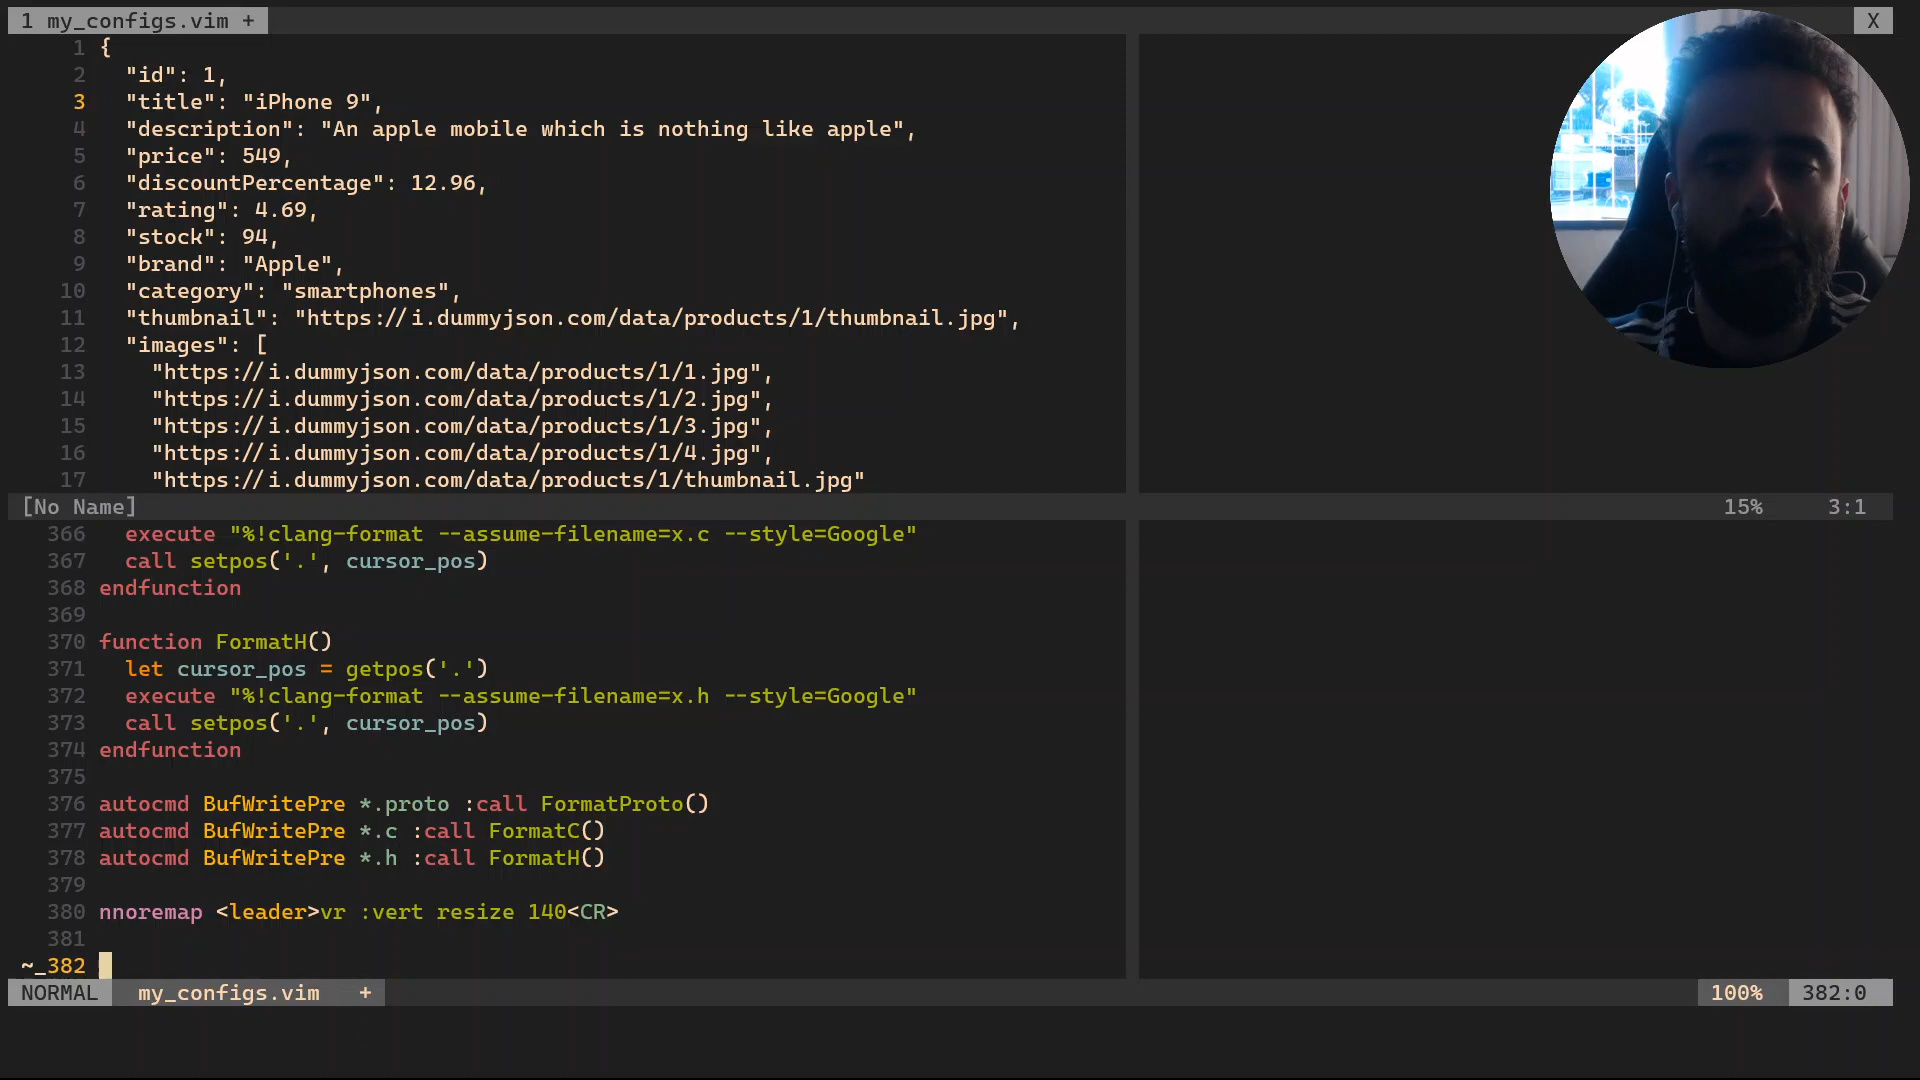 1 my_configs.vim +
X
1 {
2 "id": 1,
3 "title": "iPhone 9",
4 "description": "An apple mobile which is nothing like apple",
5 "price": 549,
6 "discountPercentage": 12.96,
7 "rating": 4.69,
8 "stock": 94,
9 "brand": "Apple",
10 "category": "smartphones",
11 "thumbnail": "https://i.dummyjson.com/data/products/1/thumbnail.jpg",
12 "images": [
13 "https://i.dummyjson.com/data/products/1/1.jpg",
14 "https://i.dummyjson.com/data/products/1/2.jpg",
15 "https://i.dummyjson.com/data/products/1/3.jpg",
16 "https://i.dummyjson.com/data/products/1/4.jpg",
17 "https://i.dummyjson.com/data/products/1/thumbnail.jpg"
[No Name] 15% 3:1
366 execute "%!clang-format --assume-filename=x.c --style=Google"
367 call setpos('.', cursor_pos)
368 endfunction
369
370 function FormatH()
371 let cursor_pos = getpos('.')
372 execute "%!clang-format --assume-filename=x.h --style=Google"
373 call setpos('.', cursor_pos)
374 endfunction
375
376 autocmd BufWritePre *.proto :call FormatProto()
377 autocmd BufWritePre *.c :call FormatC()
378 autocmd BufWritePre *.h :call FormatH()
379
380 nnoremap <leader>vr :vert resize 140<CR>
381
~_382
NORMAL my_configs.vim + 100% 382:0